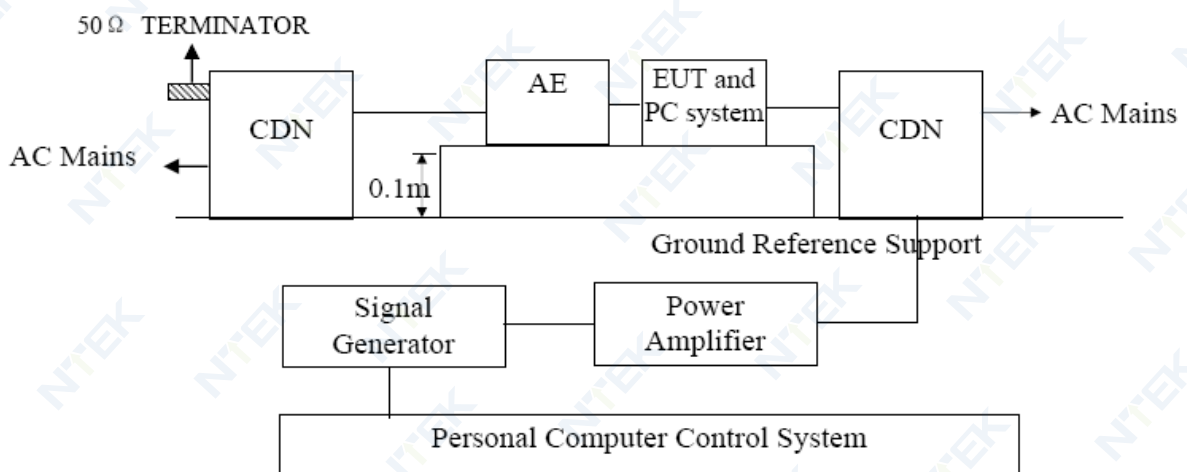 50 Ω TERMINATOR
AE
EUT and
PC system
CDN
CDN
AC Mains
AC Mains
0.1m
Ground Reference Support
Signal
Generator
Power
Amplifier
Personal Computer Control System
NTEK